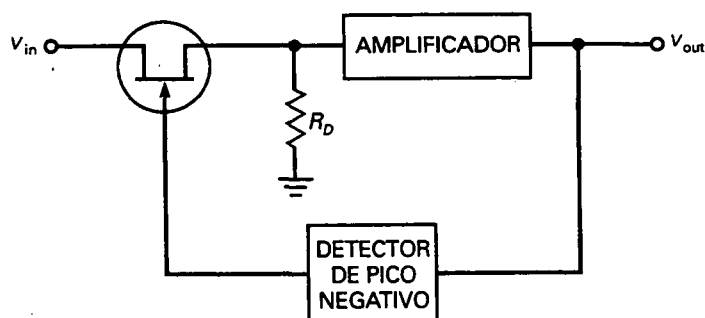 Vin
AMPLIFICADOR
Vout
RD
DETECTOR
DE PICO
NEGATIVO